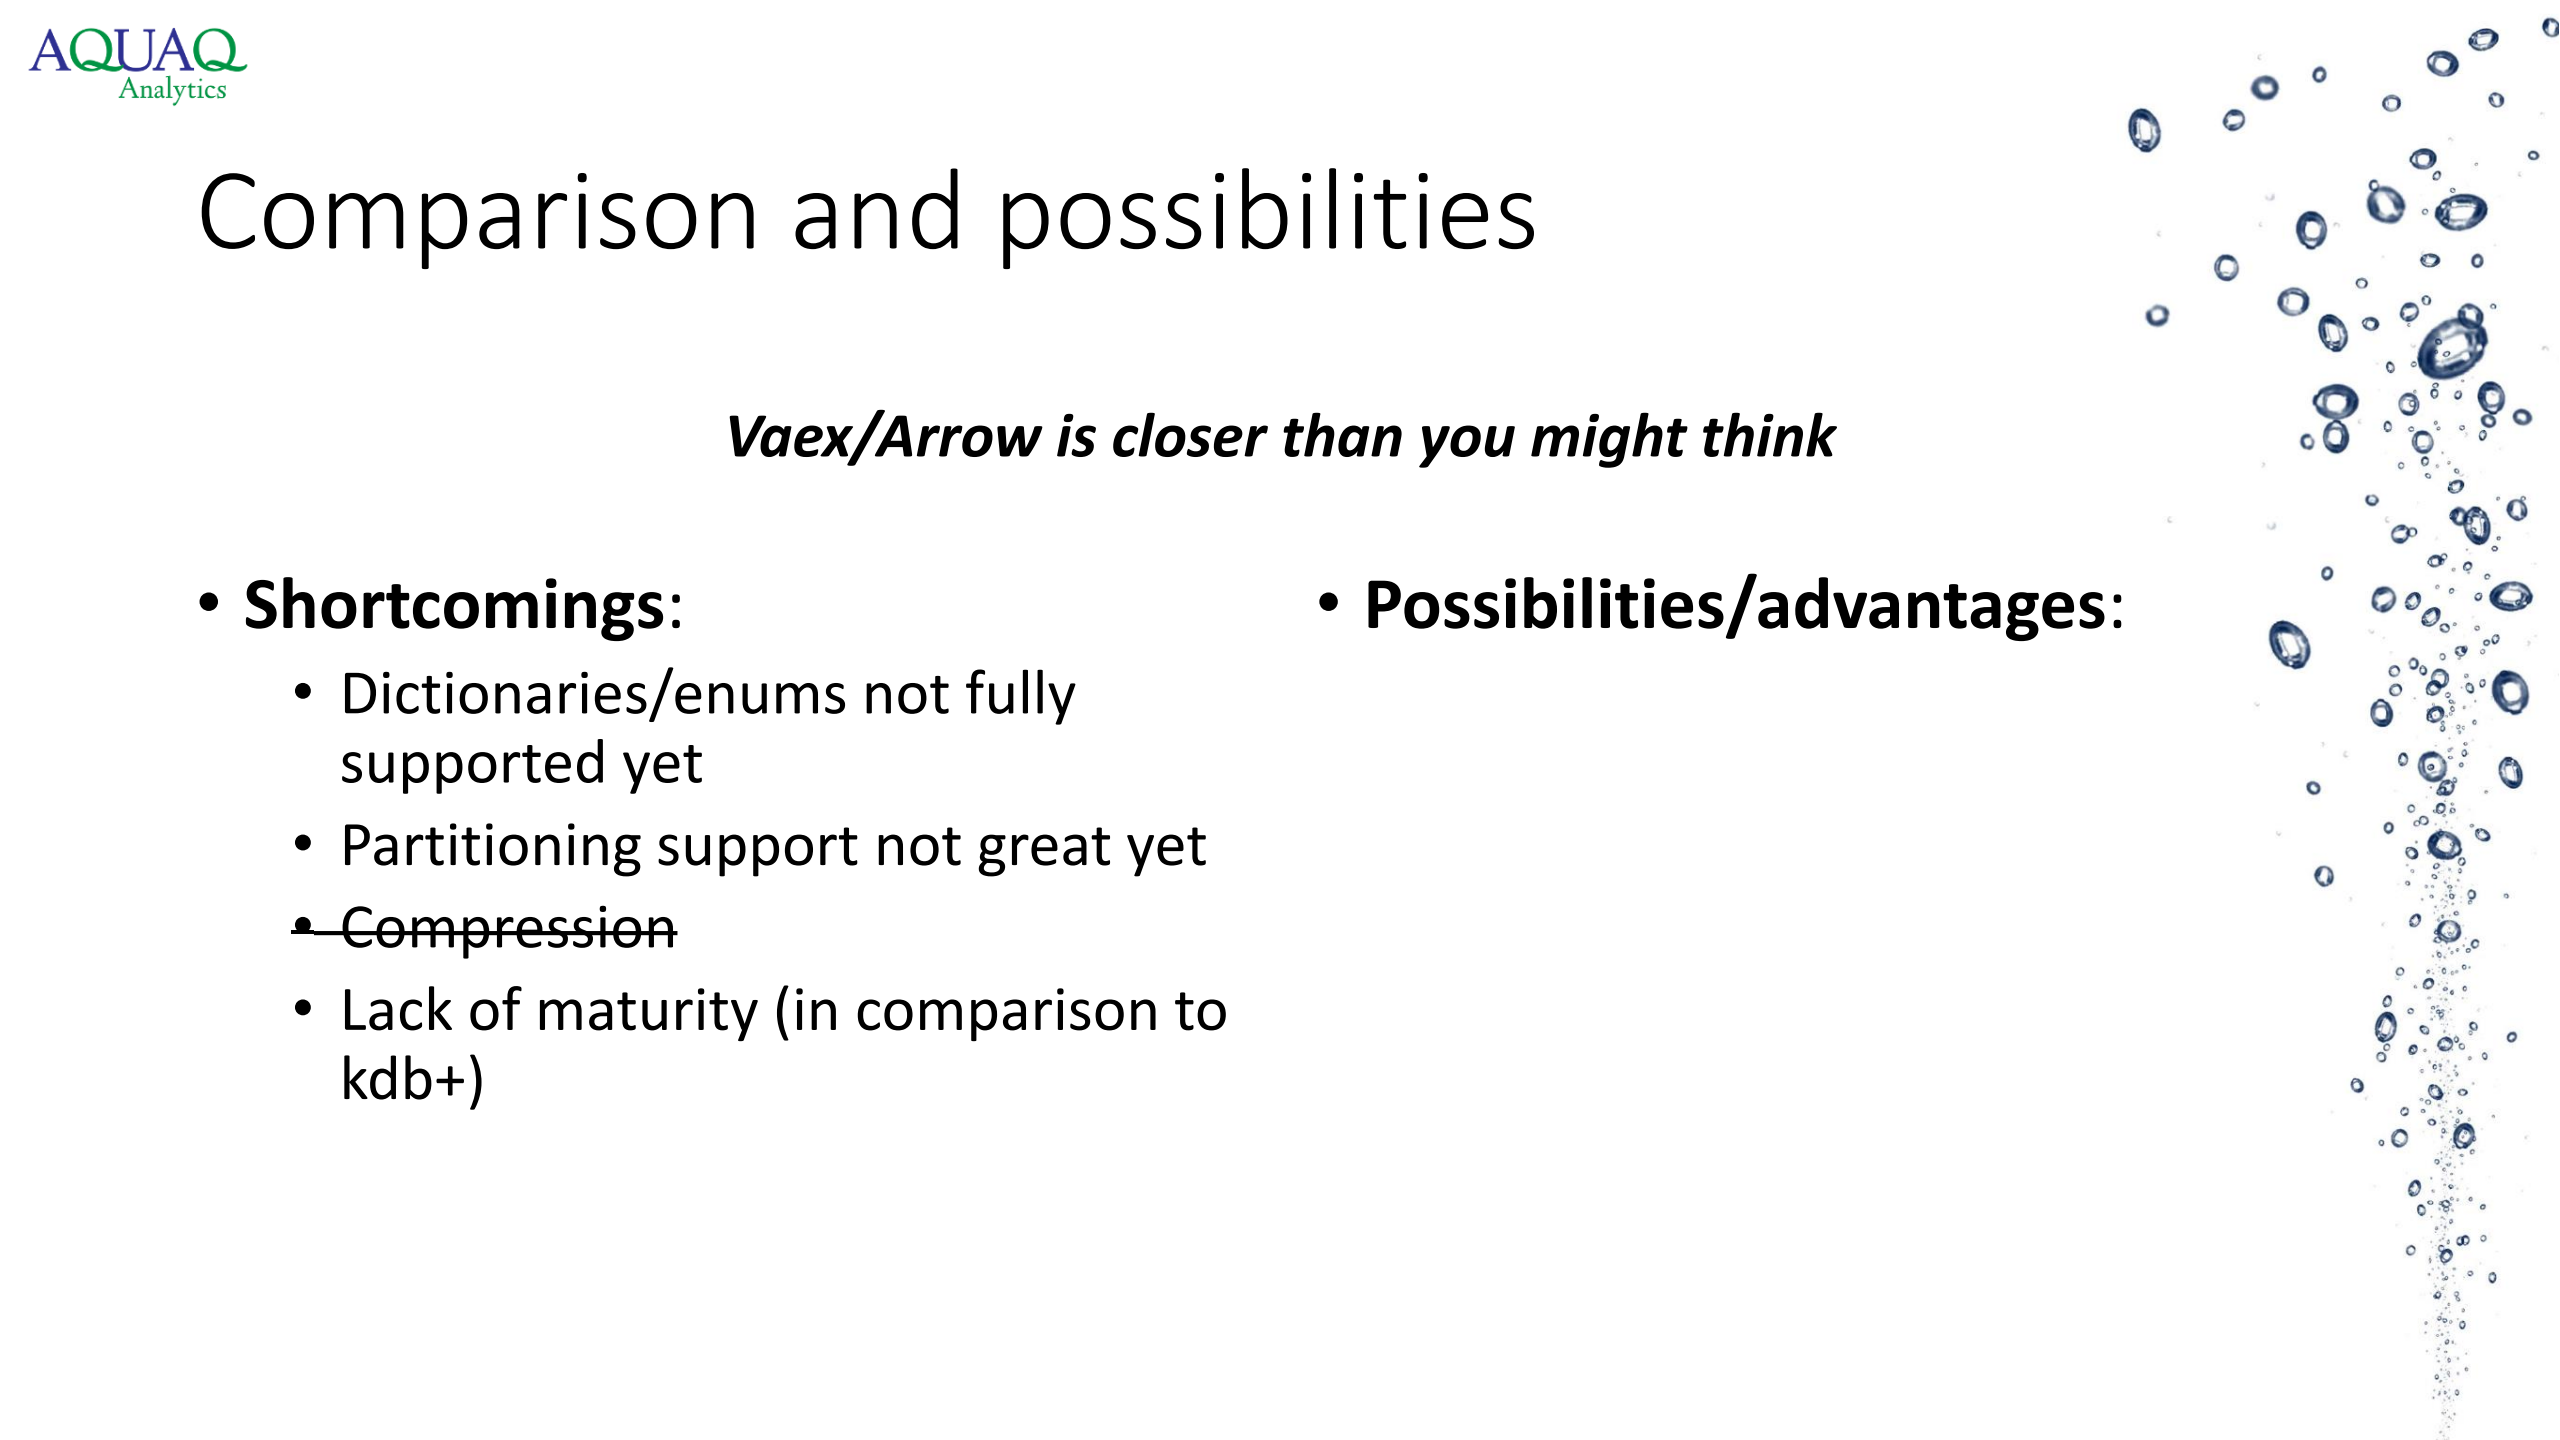 AQUAQ
Analytics
Comparison and possibilities
Vaex/Arrow is closer than you might think
• Shortcomings:
• Dictionaries/enums not fully
supported yet
• Partitioning support not great yet
• Compression
• Lack of maturity (in comparison to
kdb+)
• Possibilities/advantages: